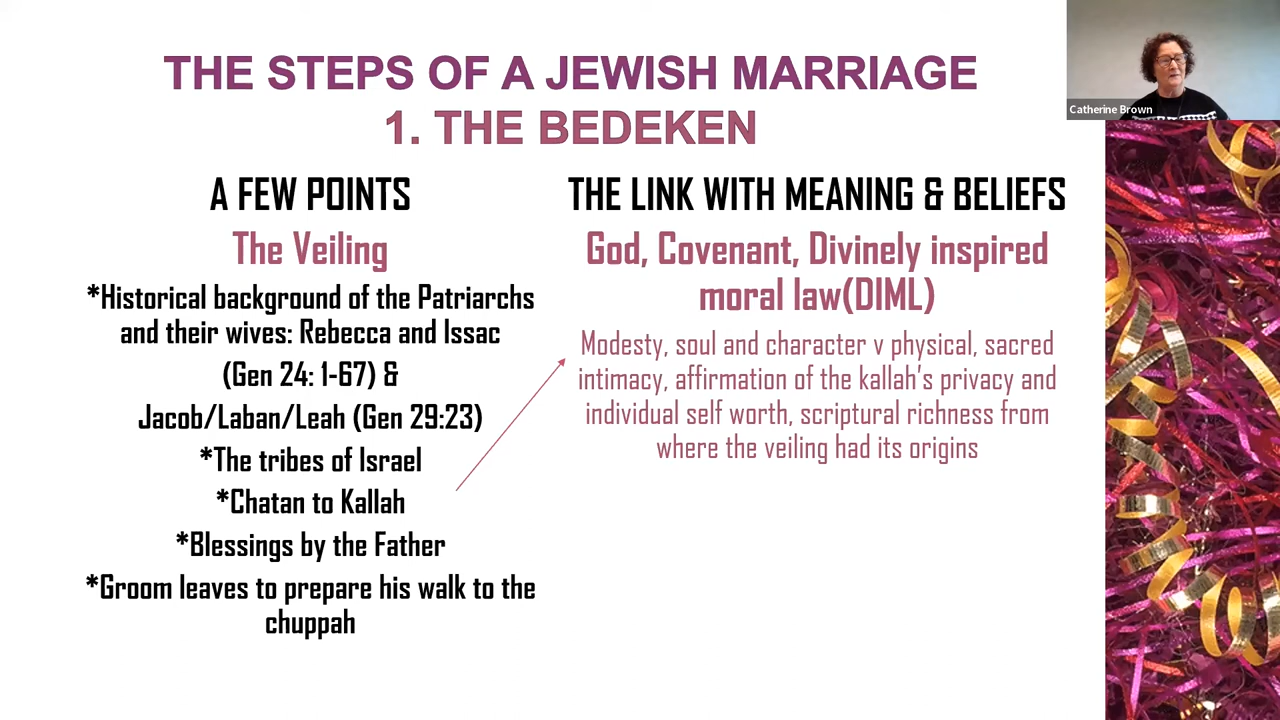 THE STEPS OF A JEWISH MARRIAGE
1. THE BEDEKEN
Catherine Brown
A FEW POINTS
The Veiling
*Historical background of the Patriarchs
and their wives: Rebecca and Issac
(Gen 24: 1-67) &
Jacob/Laban/Leah (Gen 29:23)
*The tribes of Israel
*Chatan to Kallah
*Blessings by the Father
*Groom leaves to prepare his walk to the
chuppah
THE LINK WITH MEANING & BELIEFS
God, Covenant, Divinely inspired
moral law(DIML)
Modesty, soul and character v physical, sacred
intimacy, affirmation of the kallah's privacy and
individual self worth, scriptural richness from
where the veiling had its origins